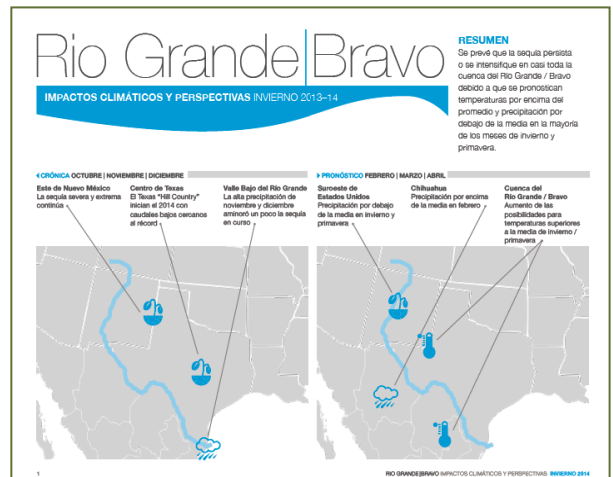 Rio Grande|Bravo
IMPACTOS CLIMÁTICOS Y PERSPECTIVAS INVIERNO 2013–14
RESUMEN
Se prevé que la sequía persista
o se intensifique en casi toda la
cuenca del Río Grande / Bravo
debido a que se pronostican
temperaturas por encima del
promedio y precipitación por
debajo de la media en la mayoría
de los meses de invierno y
primavera.
CRÓNICA OCTUBRE | NOVIEMBRE | DICIEMBRE
Este de Nuevo México
La sequía severa y extrema
continúa
Centro de Texas
El Texas "Hill Country"
inician el 2014 con
caudales bajos cercanos
al récord
Valle Bajo del Río Grande
La alta precipitación de
noviembre y diciembre
aminoró un poco la sequía
en curso
PRONÓSTICO FEBRERO | MARZO | ABRIL
Suroeste de
Estados Unidos
Precipitación por debajo
de la media en invierno y
primavera
Chihuahua
Precipitación por encima
de la media en febrero
Cuenca del
Río Grande / Bravo
Aumento de las
posibilidades para
temperaturas superiores
a la media de invierno /
primavera
1
RIO GRANDE|BRAVO IMPACTOS CLIMÁTICOS Y PERSPECTIVAS INVIERNO 2014